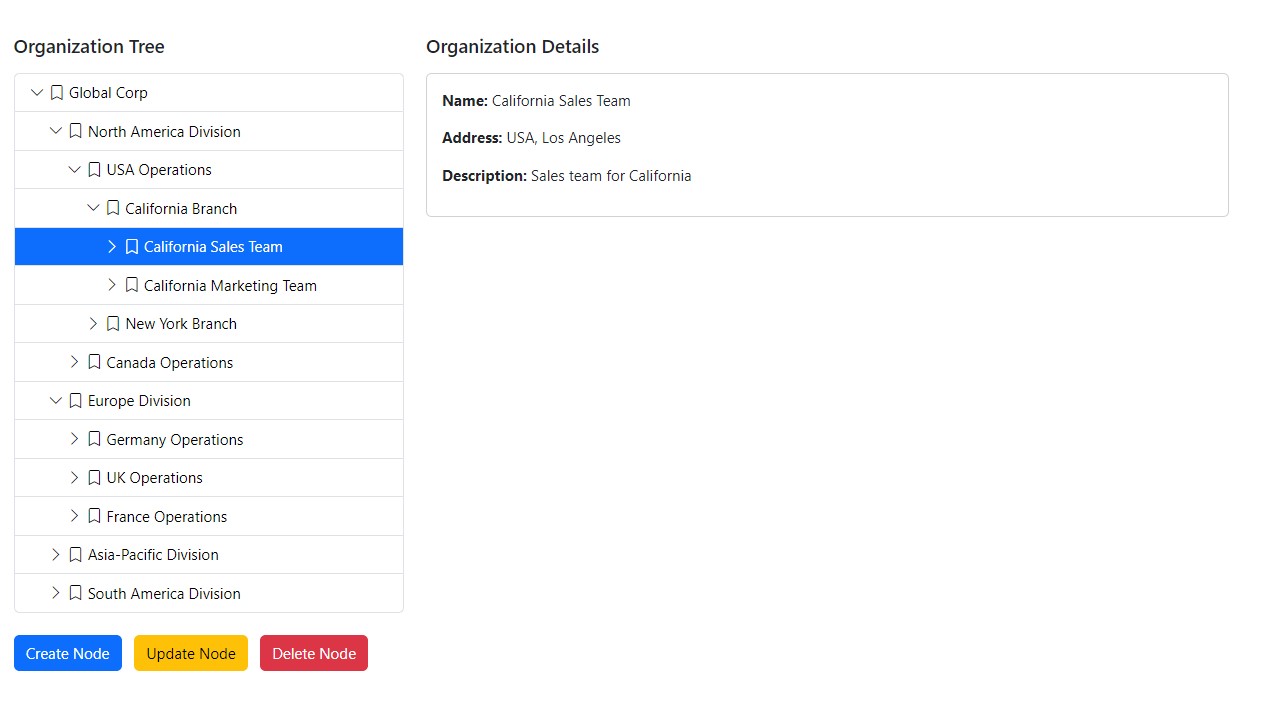 Organization Tree
Global Corp
North America Division
USA Operations
California Branch
California Sales Team
California Marketing Team
New York Branch
Canada Operations
Europe Division
Germany Operations
UK Operations
France Operations
Asia-Pacific Division
South America Division
Create Node
Update Node
Delete Node
Organization Details
Name: California Sales Team
Address: USA, Los Angeles
Description: Sales team for California